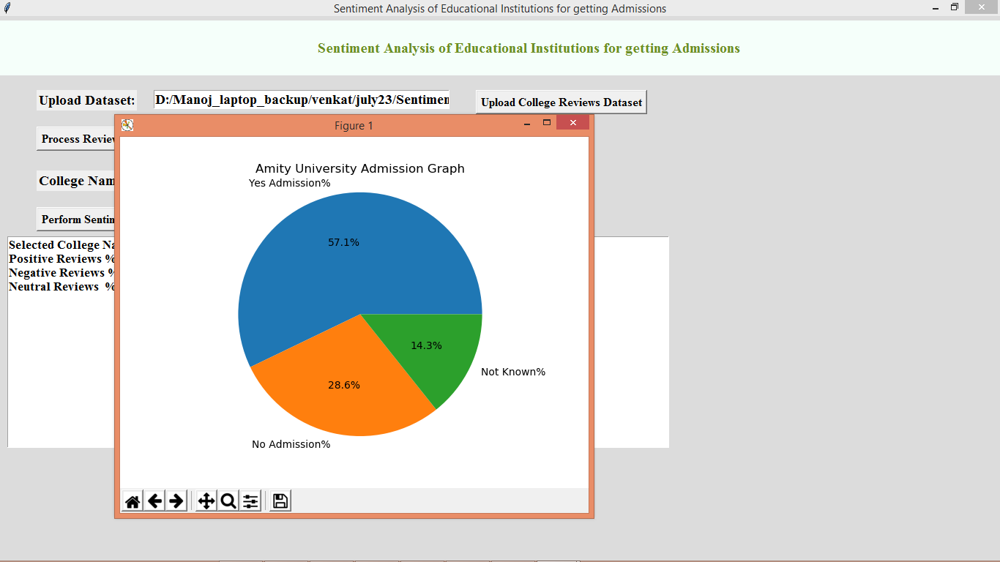 Sentiment Analysis of Educational Institutions for getting Admissions
Sentiment Analysis of Educational Institutions for getting Admissions
Upload Dataset:
D:/Manoj_laptop_backup/venkat/july23/Sentimen
Upload College Reviews Dataset
Figure 1
Process Review
College Nam
Perform Sentin
Selected College Na
Positive Reviews %
Negative Reviews %
Neutral Reviews %
Amity University Admission Graph
Yes Admission%
57.1%
14.3%
Not Known%
28.6%
No Admission%